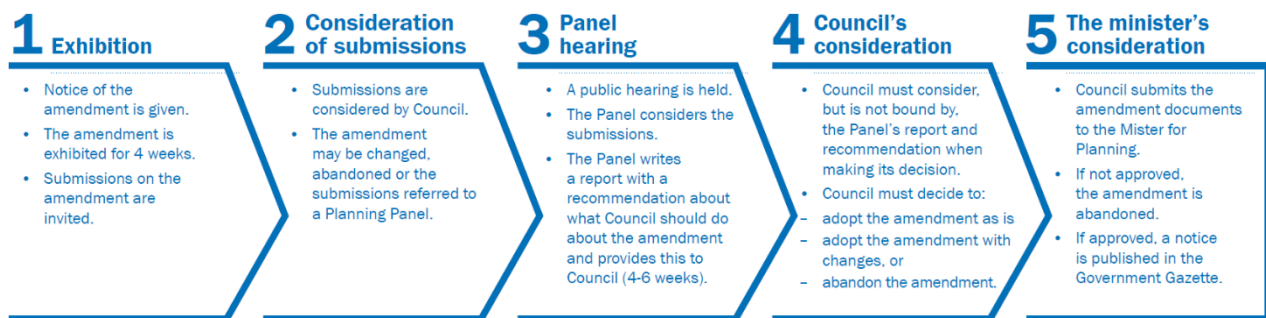 1 Exhibition
• Notice of the
amendment is given.
• The amendment is
exhibited for 4 weeks.
• Submissions on the
amendment are
invited.
2 Consideration
of submissions
• Submissions are
considered by Council.
• The amendment
may be changed,
abandoned or the
submissions referred to
a Planning Panel.
3 Panel
hearing
• A public hearing is held.
• The Panel considers the
submissions.
• The Panel writes
a report with a
recommendation about
what Council should do
about the amendment
and provides this to
Council (4-6 weeks).
4 Council's
consideration
• Council must consider,
but is not bound by,
the Panel's report and
recommendation when
making its decision.
• Council must decide to:
– adopt the amendment as is
– adopt the amendment with
changes, or
– abandon the amendment.
5 The minister's
consideration
• Council submits the
amendment documents
to the Mister for
Planning.
• If not approved,
the amendment is
abandoned.
• If approved, a notice
is published in the
Government Gazette.